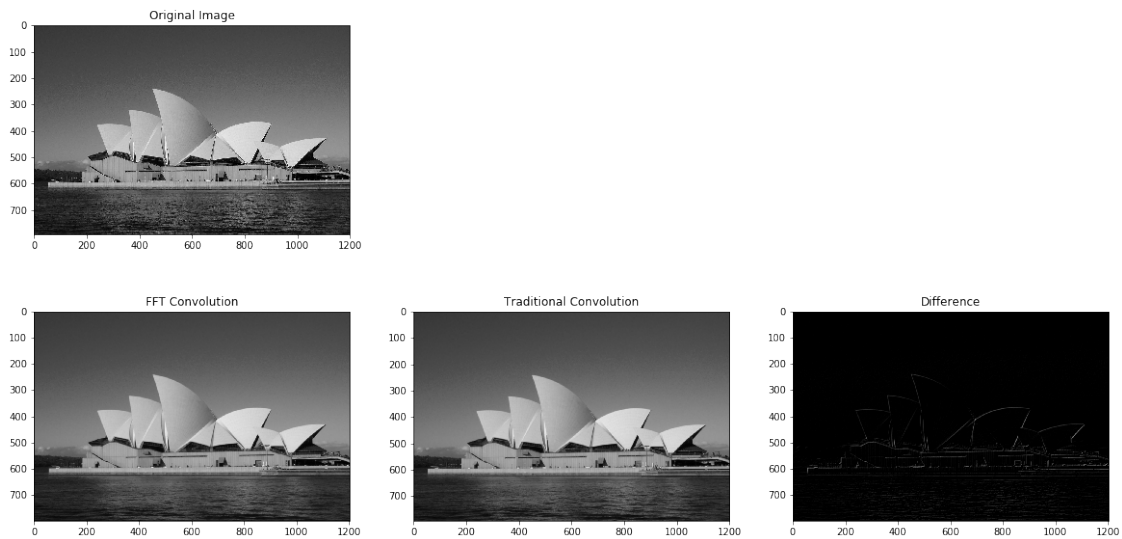 Original Image
0
100
200
300
400
500
600
700
0 200 400 600 800 1000 1200
FFT Convolution Traditional Convolution Difference
0 0 0
100 100 100
200 200 200
300 300 300
400 400 400
500 500 500
600 600 600
700 700 700
0 200 400 600 800 1000 1200 0 200 400 600 800 1000 1200 0 200 400 600 800 1000 1200